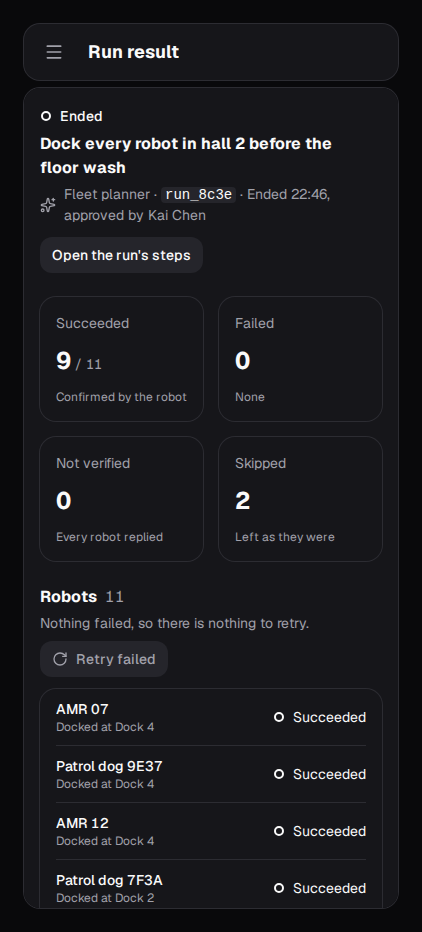 Run result
Ended
Dock every robot in hall 2 before the
floor wash
Fleet planner · run_8c3e · Ended 22:46,
approved by Kai Chen
Open the run's steps
Succeeded
9 / 11
Confirmed by the robot
Failed
0
None
Not verified
0
Every robot replied
Skipped
2
Left as they were
Robots 11
Nothing failed, so there is nothing to retry.
Retry failed
AMR 07
Docked at Dock 4
Succeeded
Patrol dog 9E37
Docked at Dock 4
Succeeded
AMR 12
Docked at Dock 4
Succeeded
Patrol dog 7F3A
Docked at Dock 2
Succeeded